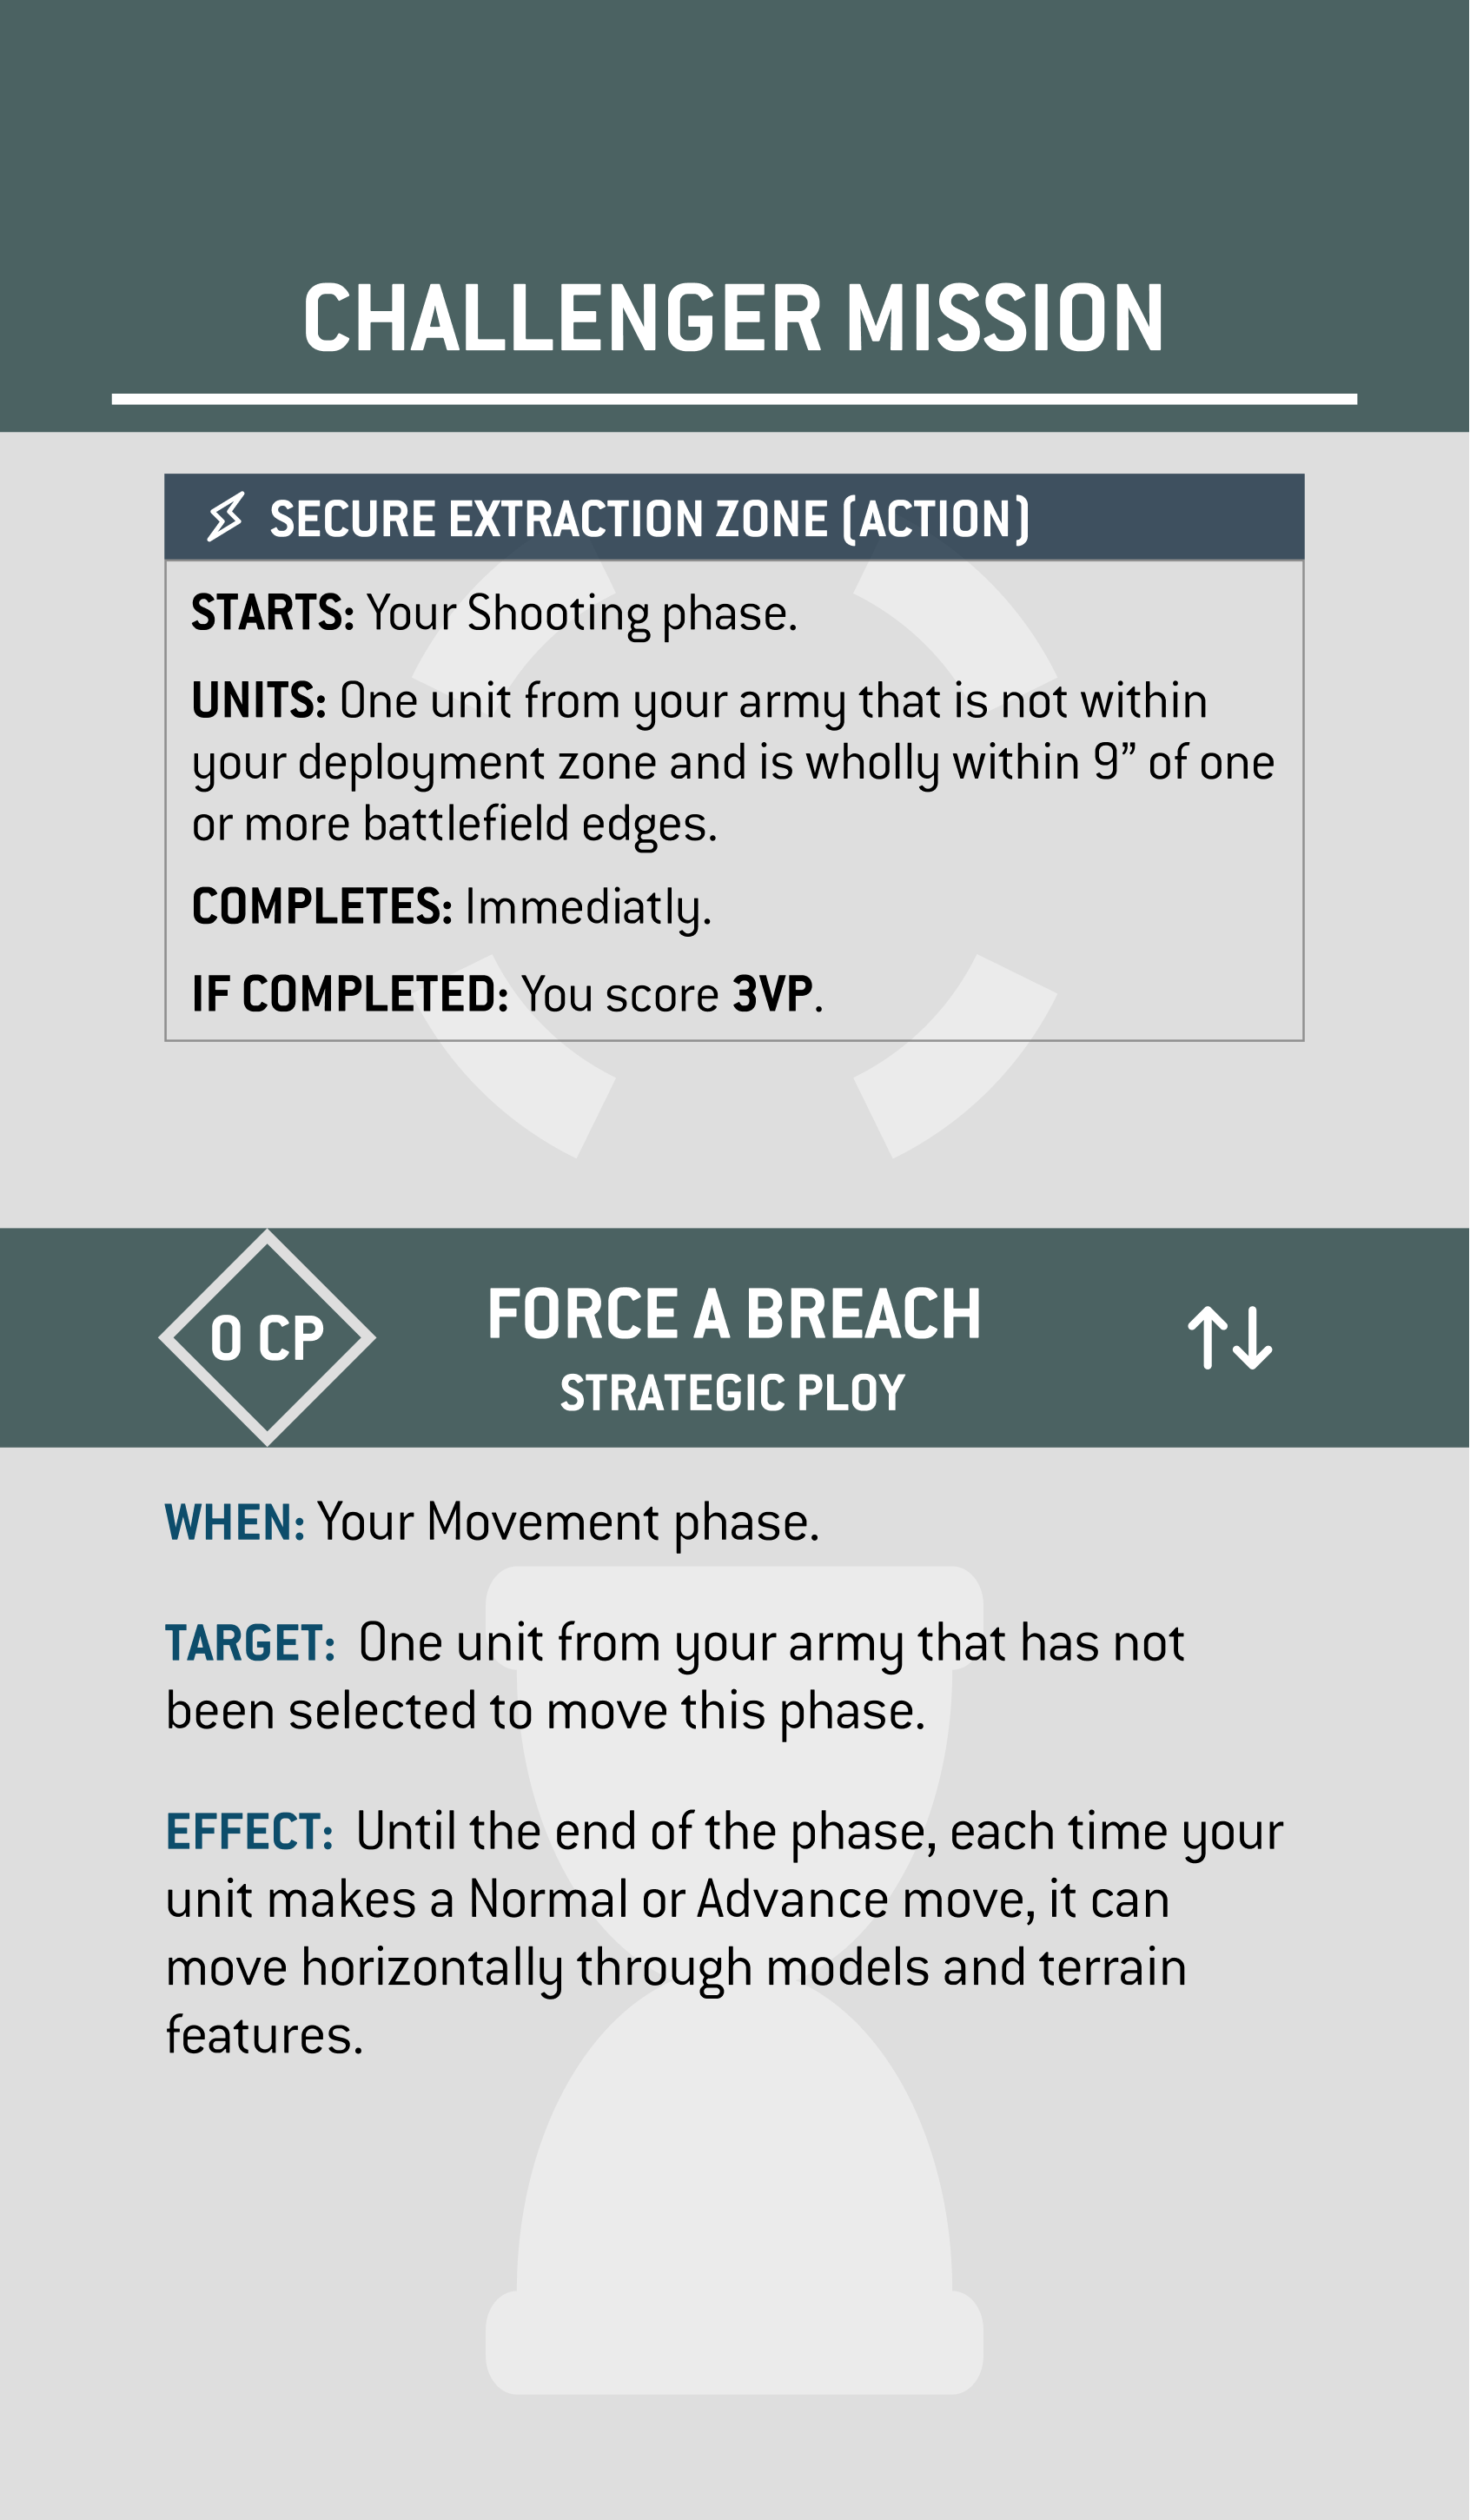 CHALLENGER MISSION
SECURE EXTRACTION ZONE (ACTION)
STARTS: Your Shooting phase.
UNITS: One unit from your army that is not within
your deployment zone and is wholly within 9” of one
or more battlefield edges.
COMPLETES: Immediatly.
IF COMPLETED: You score 3VP.
0 CP
FORCE A BREACH
STRATEGIC PLOY
WHEN: Your Movement phase.
TARGET: One unit from your army that has not
been selected to move this phase.
EFFECT: Until the end of the phase, each time your
unit makes a Normal or Advance move, it can
move horizontally through models and terrain
features.